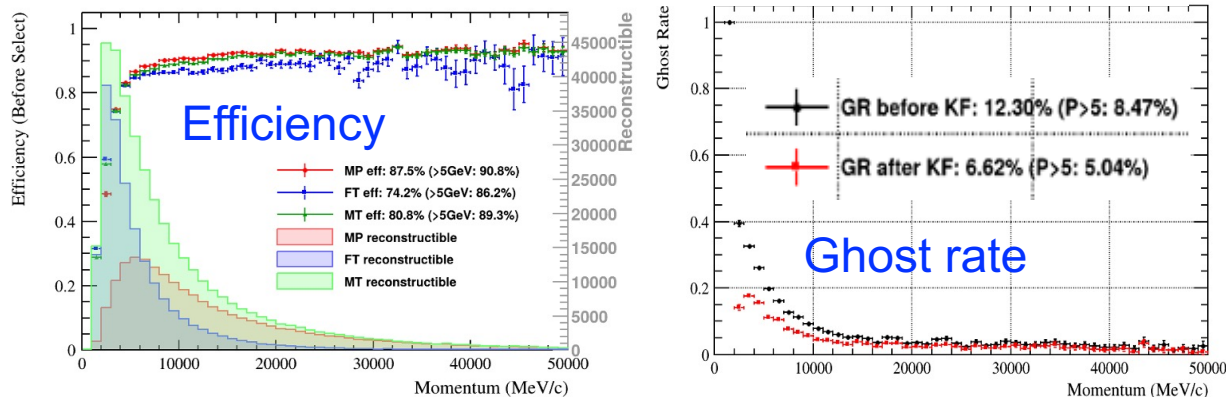 Efficiency (Before Select)
1
0.8
0.6
0.4
0.2
0
Efficiency
MP eff: 87.5% (>5GeV: 90.8%)
FT eff: 74.2% (>5GeV: 86.2%)
MT eff: 80.8% (>5GeV: 89.3%)
MP reconstructible
FT reconstructible
MT reconstructible
45000
40000
35000
30000
25000
20000
15000
10000
5000
0
Reconstructible
10000 20000 30000 40000 50000
Momentum (MeV/c)
Ghost Rate
1
0.8
0.6
0.4
0.2
0
GR before KF: 12.30% (P>5: 8.47%)
GR after KF: 6.62% (P>5: 5.04%)
Ghost rate
0 10000 20000 30000 40000 50000
Momentum (MeV/c)